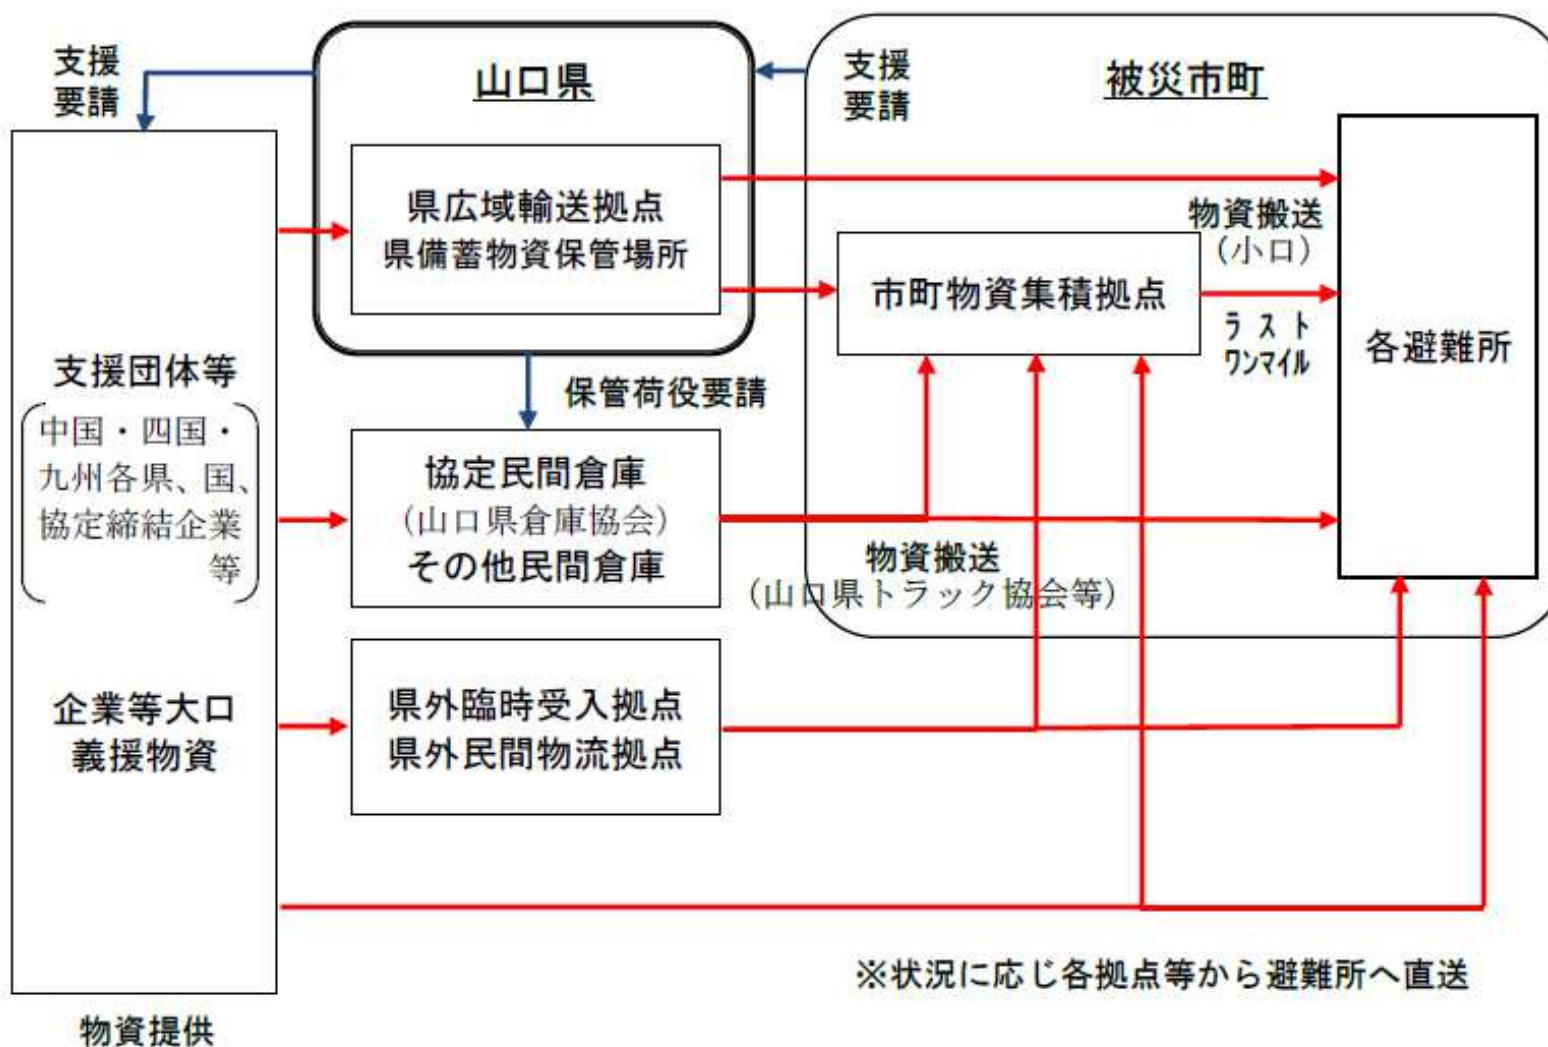 支援
要請
山口県
支援
要請
被災市町
県広域輸送拠点
県備蓄物資保管場所
物資搬送
（小口）
市町物資集積拠点
ラスト
ワンマイル
各避難所
支援団体等
中国・四国・
九州各県、国、
協定締結企業
等
保管荷役要請
協定民間倉庫
（山口県倉庫協会）
その他民間倉庫
物資搬送
（山口県トラック協会等）
企業等大口
義援物資
県外臨時受入拠点
県外民間物流拠点
※状況に応じ各拠点等から避難所へ直送
物資提供